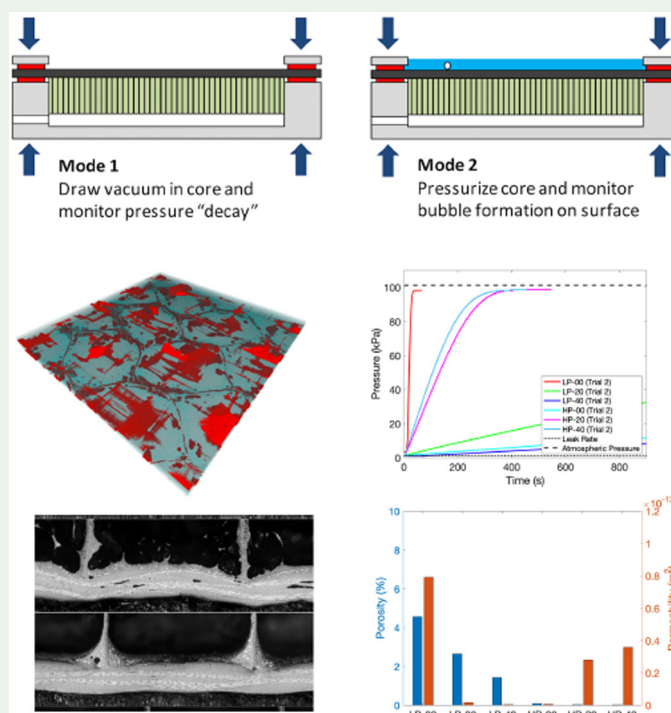 Mode 1
Draw vacuum in core and
monitor pressure “decay”
Mode 2
Pressurize core and monitor
bubble formation on surface
100
80
60
40
20
0
0
200
400
600
800
Pressure (kPa)
Time (s)
LP-00 (Trial 2)
LP-20 (Trial 2)
LP-40 (Trial 2)
HP-00 (Trial 2)
HP-20 (Trial 2)
HP-40 (Trial 2)
Leak Rate
Atmospheric Pressure
10
8
6
4
2
0
Porosity (%)
1.2
1
0.8
0.6
0.4
0.2
0